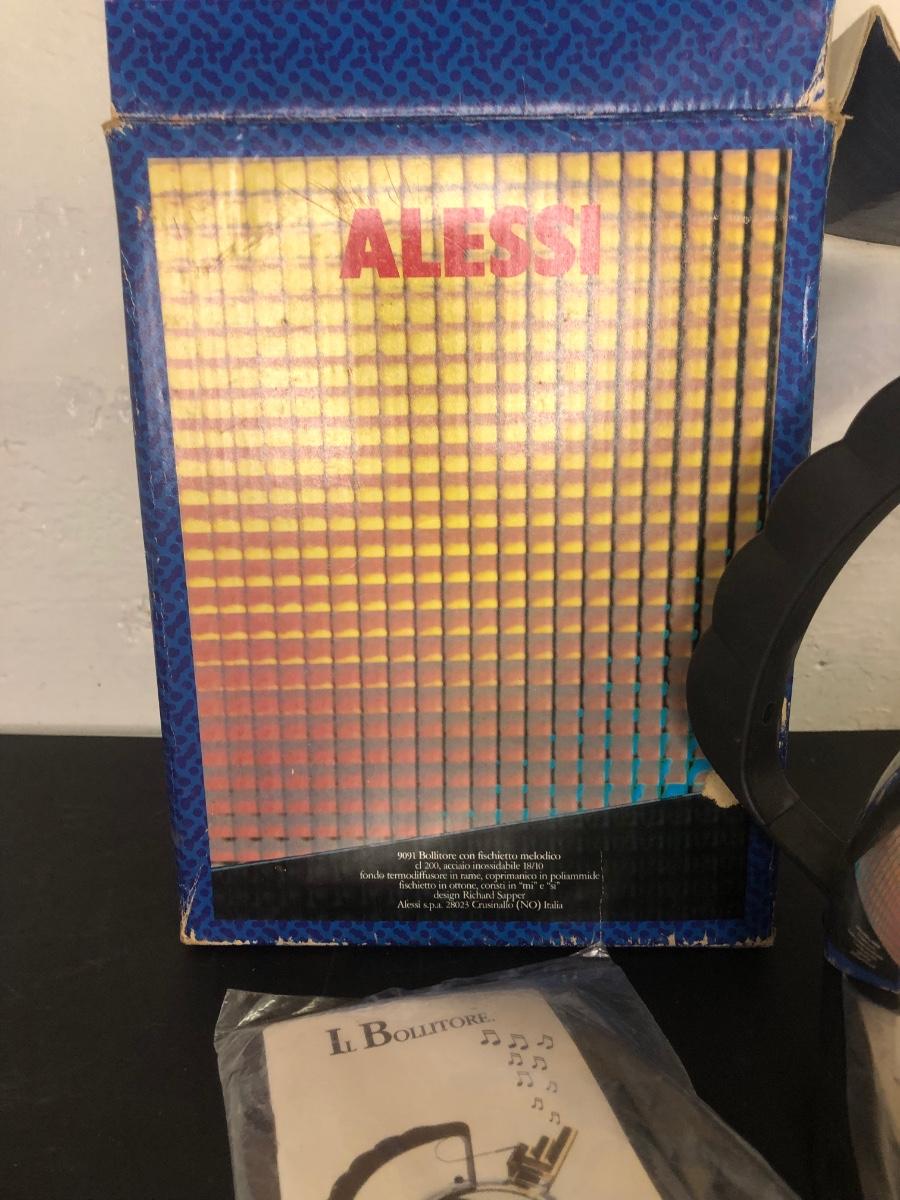 ALESSI
9091 Bollitore con fischietto melodico
cl 200, acciaio inossidabile 18/10
fondo termodiffusore in rame, coprimanico in poliammide
fischietto in ottone, coristi in "mi" e "si"
design Richard Sapper
Alessi s.p.a. 28023 Crusinallo (NO) Italia
IL BOLLITORE.